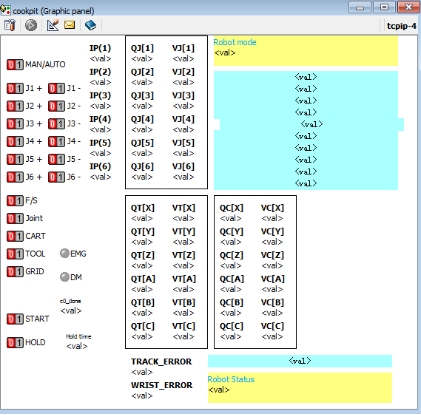 cockpit (Graphic panel)
tcpip-4
IP(1) QJ[1] VJ[1] Robot mode
<val> <val> <val> <val>
0 1 MAN/AUTO IP(2) QJ[2] VJ[2]
<val> <val> <val> <val>
0 1 J1 + 0 1 J1 - IP(3) QJ[3] VJ[3] <val>
0 1 J2 + 0 1 J2 - <val> <val> <val> <val>
0 1 J3 + 0 1 J3 - IP(4) QJ[4] VJ[4] <val>
<val> <val> <val> <val>
0 1 J4 + 0 1 J4 - IP(5) QJ[5] VJ[5] <val>
0 1 J5 + 0 1 J5 - <val> <val> <val> <val>
IP(6) QJ[6] VJ[6] <val>
0 1 J6 + 0 1 J6 - <val> <val> <val> <val>
<val>
0 1 F/S
QT[X] VT[X] QC[X] VC[X]
0 1 Joint <val> <val> <val> <val>
QT[Y] VT[Y] QC[Y] VC[Y]
0 1 CART <val> <val> <val> <val>
0 1 TOOL EMG QT[Z] VT[Z] QC[Z] VC[Z]
<val> <val> <val> <val>
0 1 GRID DM QT[A] VT[A] QC[A] VC[A]
<val> <val> <val> <val>
c0_done QT[B] VT[B] QC[B] VC[B]
<val> <val> <val> <val> <val>
0 1 START QT[C] VT[C] QC[C] VC[C]
<val> <val> <val> <val>
Hold time
0 1 HOLD <val>
TRACK_ERROR <val>
<val>
WRIST_ERROR Robot Status
<val> <val>